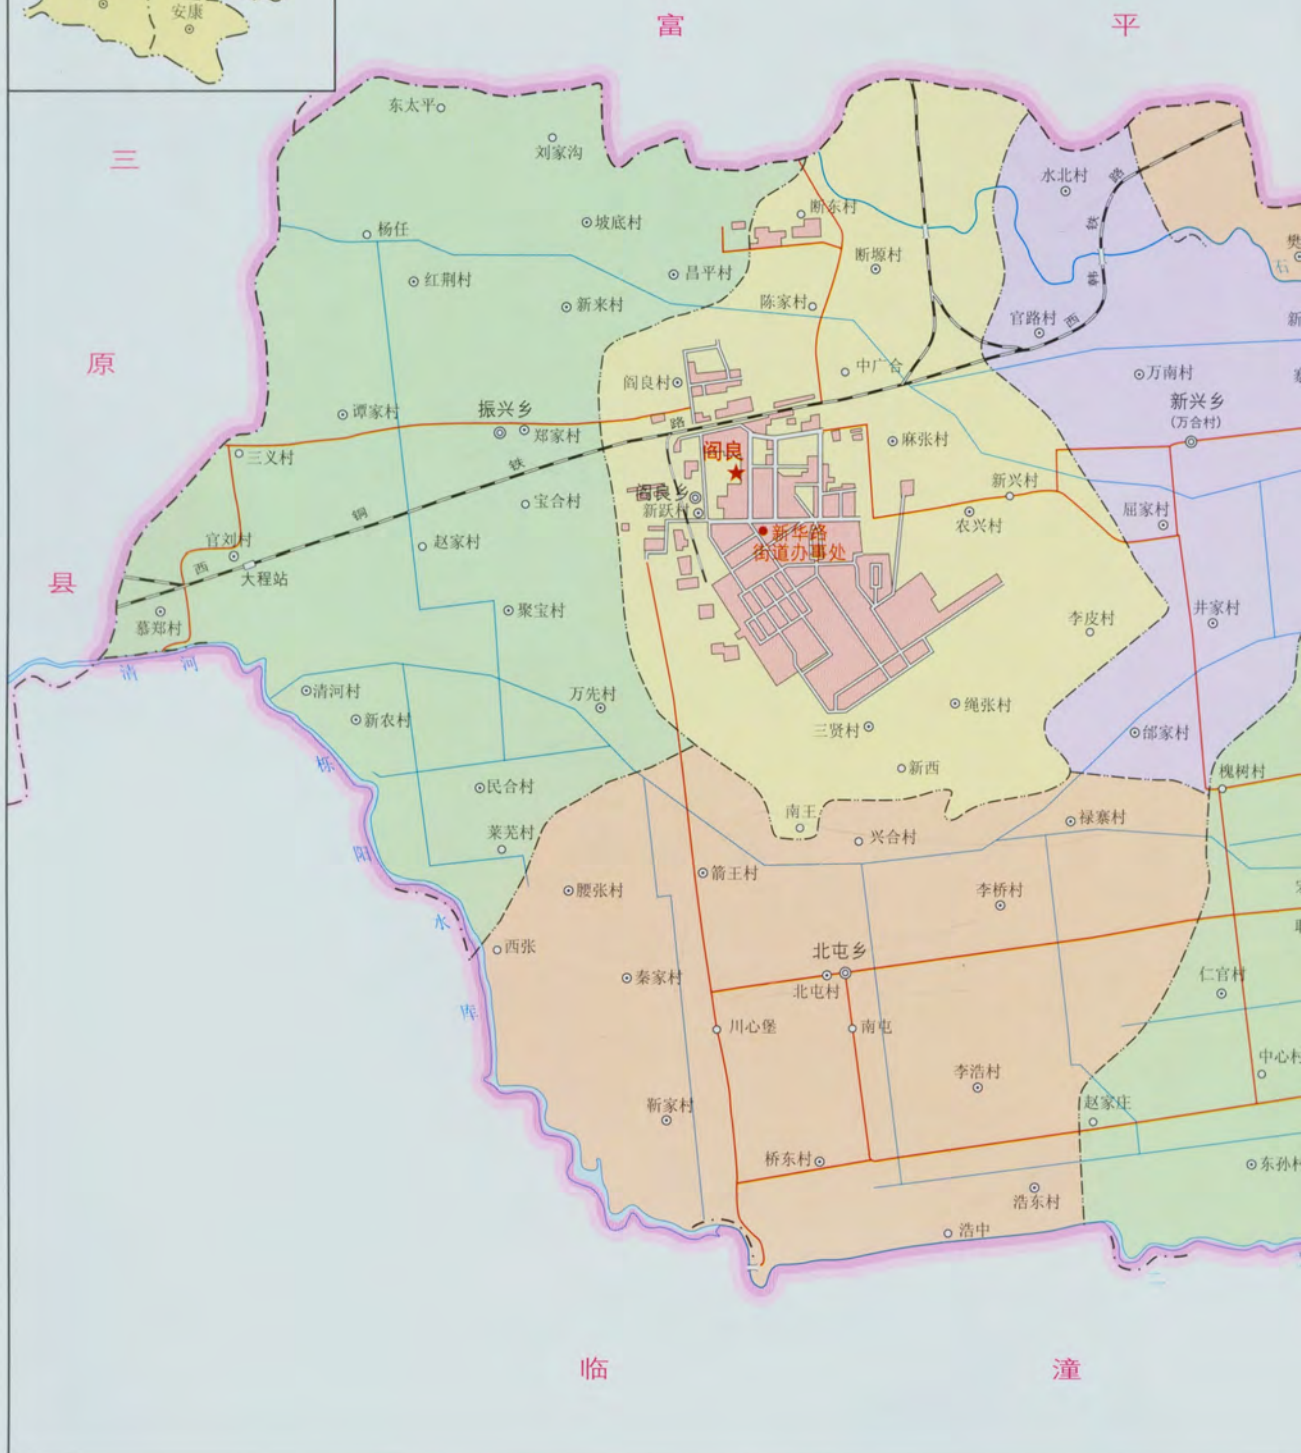 安康
富
平
三
原
县
临
潼
东太平
刘家沟
水北村
路
铁
韩
西
断东村
坡底村
杨任
断塬村
樊
石
昌平村
红荆村
新来村
陈家村
官路村
新
中广合
阎良村
万南村
寨
新兴乡
(万合村)
谭家村
振兴乡
郑家村
路
铁
铜
西
麻张村
三义村
阎良
新兴村
阎良乡
新跃村
宝合村
农兴村
屈家村
新华路
街道办事处
官刘村
赵家村
大程站
慕郑村
聚宝村
李皮村
井家村
清
河
清河村
新农村
万先村
绳张村
三贤村
邰家村
栎
阳
水
库
新西
槐树村
民合村
南王
禄寨村
莱芜村
兴合村
箭王村
腰张村
李桥村
西张
北屯乡
北屯村
秦家村
仁官村
川心堡
南屯
中心村
李浩村
靳家村
赵家庄
桥东村
东孙村
浩东村
浩中
二